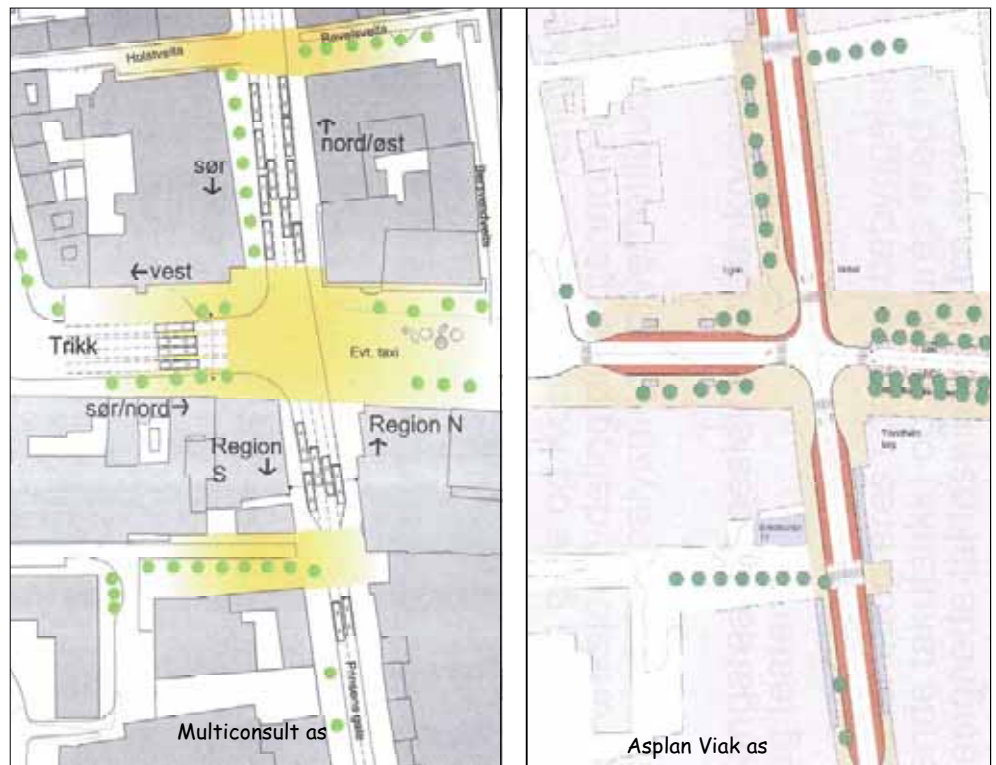 Holstveita
Ravelsveita
nord/øst
sør
vest
Trikk
Evt. taxi
sør/nord
Region N
Region
S
Prinsens gate
Multiconsult as
Asplan Viak as